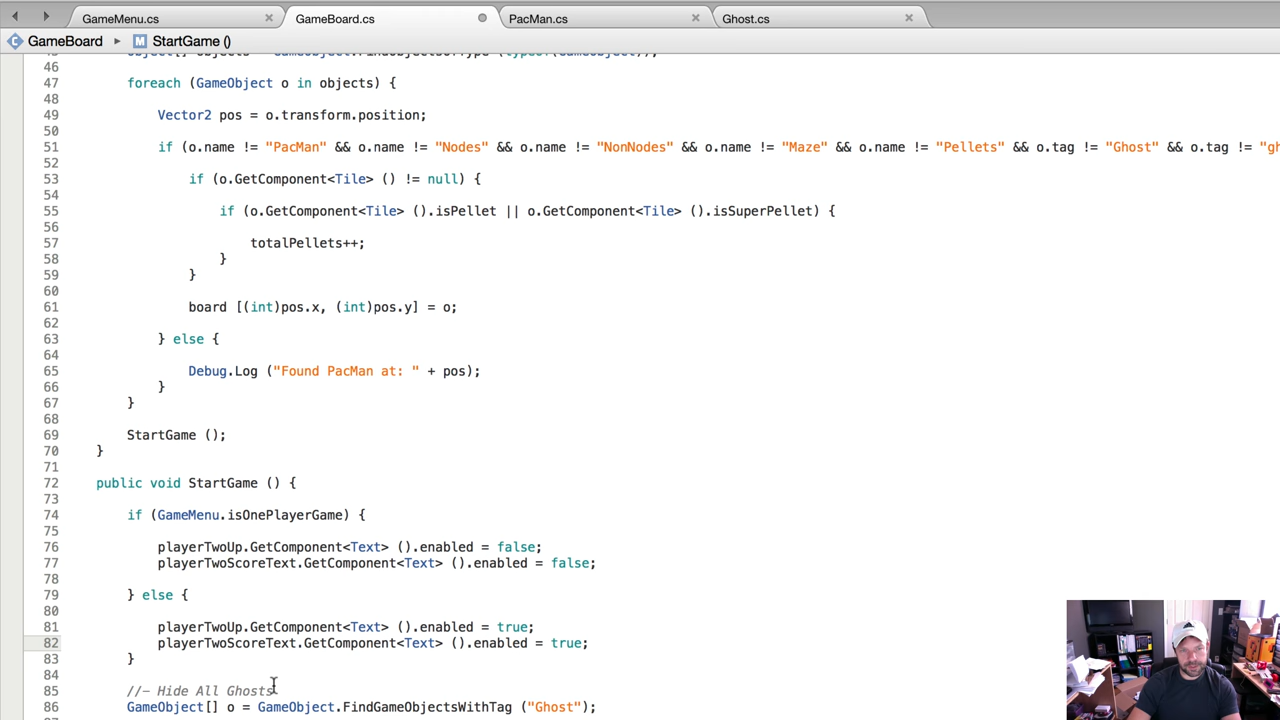 GameMenu.cs
GameBoard.cs
PacMan.cs
Ghost.cs
GameBoard
StartGame ()
46
47 foreach (GameObject o in objects) {
48
49 Vector2 pos = o.transform.position;
50
51 if (o.name != "PacMan" && o.name != "Nodes" && o.name != "NonNodes" && o.name != "Maze" && o.name != "Pellets" && o.tag != "Ghost" && o.tag != "gh
52
53 if (o.GetComponent<Tile> () != null) {
54
55 if (o.GetComponent<Tile> ().isPellet || o.GetComponent<Tile> ().isSuperPellet) {
56
57 totalPellets++;
58 }
59 }
60
61 board [(int)pos.x, (int)pos.y] = o;
62
63 } else {
64
65 Debug.Log ("Found PacMan at: " + pos);
66 }
67 }
68
69 StartGame ();
70 }
71
72 public void StartGame () {
73
74 if (GameMenu.isOnePlayerGame) {
75
76 playerTwoUp.GetComponent<Text> ().enabled = false;
77 playerTwoScoreText.GetComponent<Text> ().enabled = false;
78
79 } else {
80
81 playerTwoUp.GetComponent<Text> ().enabled = true;
82 playerTwoScoreText.GetComponent<Text> ().enabled = true;
83 }
84
85 //- Hide All Ghosts
86 GameObject[] o = GameObject.FindGameObjectsWithTag ("Ghost");